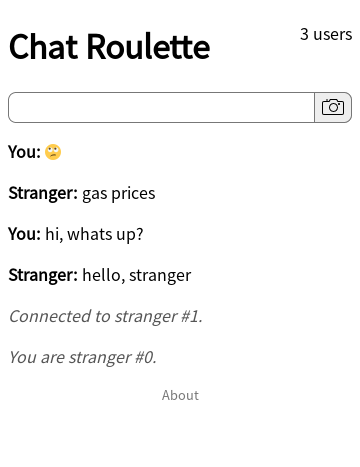 Chat Roulette
3 users
You: 🙄
Stranger: gas prices
You: hi, whats up?
Stranger: hello, stranger
Connected to stranger #1.
You are stranger #0.
About